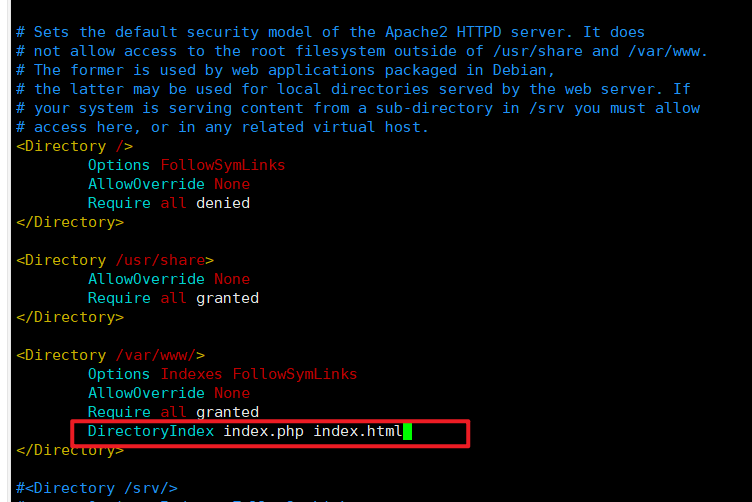 # Sets the default security model of the Apache2 HTTPD server. It does
# not allow access to the root filesystem outside of /usr/share and /var/www.
# The former is used by web applications packaged in Debian,
# the latter may be used for local directories served by the web server. If
# your system is serving content from a sub-directory in /srv you must allow
# access here, or in any related virtual host.
<Directory />
        Options FollowSymLinks
        AllowOverride None
        Require all denied
</Directory>

<Directory /usr/share>
        AllowOverride None
        Require all granted
</Directory>

<Directory /var/www/>
        Options Indexes FollowSymLinks
        AllowOverride None
        Require all granted
        DirectoryIndex index.php index.html
</Directory>

#<Directory /srv/>